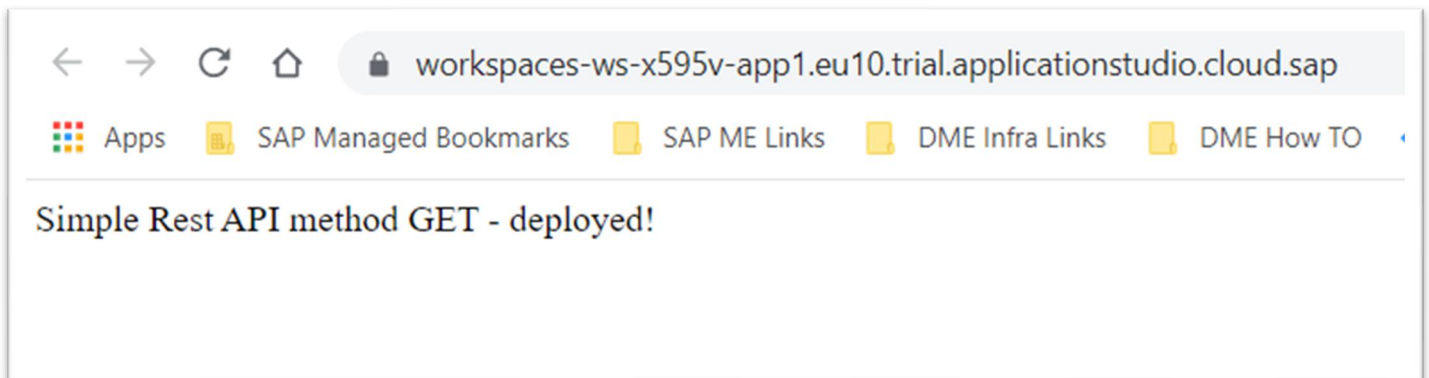 workspaces-ws-x595v-app1.eu10.trial.applicationstudio.cloud.sap
Apps SAP Managed Bookmarks SAP ME Links DME Infra Links DME How TO
Simple Rest API method GET - deployed!